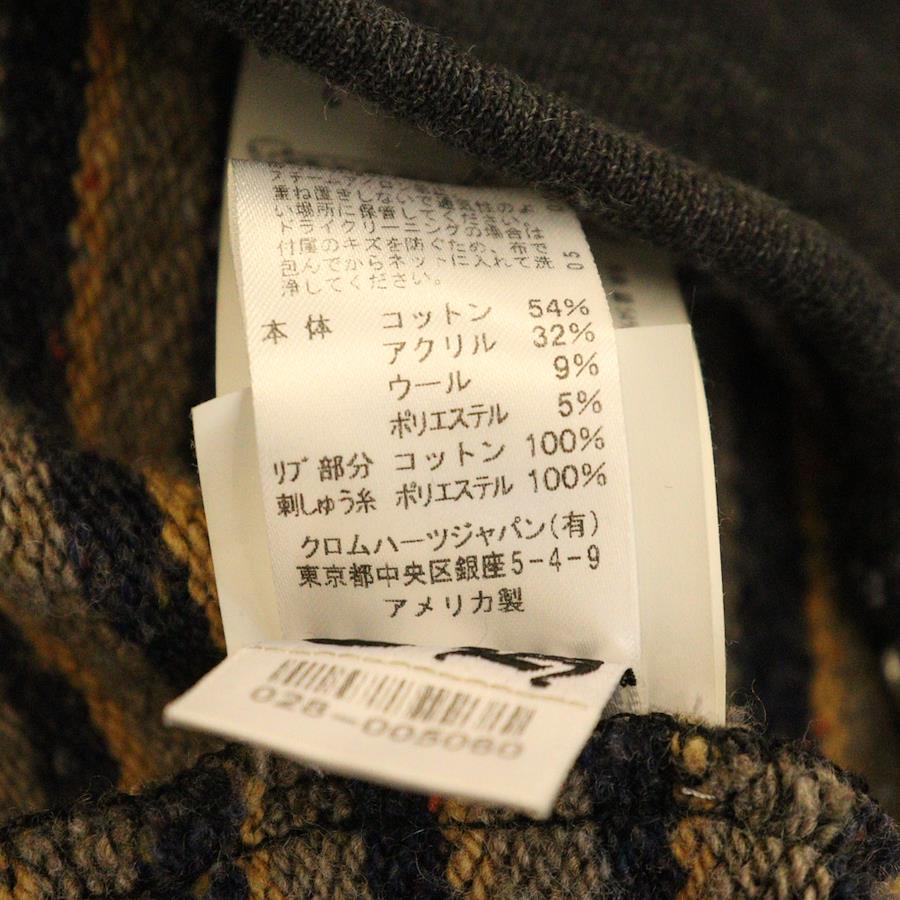 重ね置きしないで通気性のよ
い場所に保管してください。
ドライクリーニングの場合は
付属のキズを防ぐため、布で
包んでからネットに入れて洗
浄してください。
05
本体 コットン 54%
アクリル 32%
ウール 9%
ポリエステル 5%
リブ部分 コットン 100%
刺しゅう糸 ポリエステル 100%
クロムハーツジャパン(有)
東京都中央区銀座5-4-9
アメリカ製
028-005060